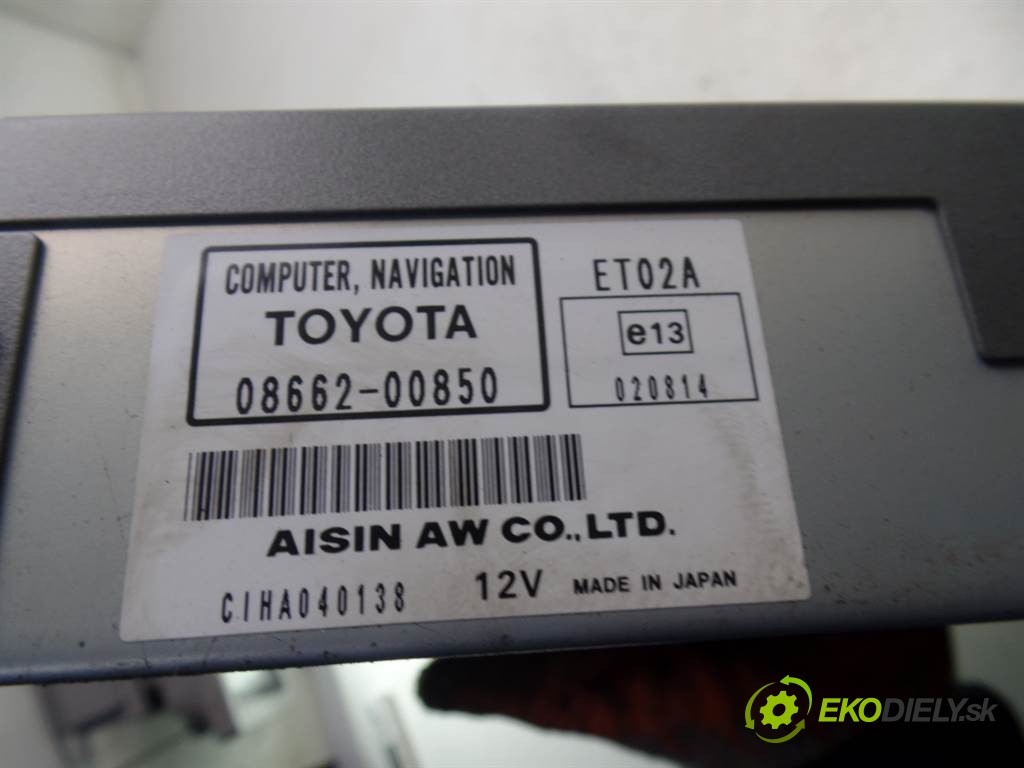 COMPUTER, NAVIGATION
TOYOTA
08662-00850
ET02A
e13
020814
AISIN AW CO.,LTD.
CIHA040138 12V MADE IN JAPAN
EKODIELY.sk